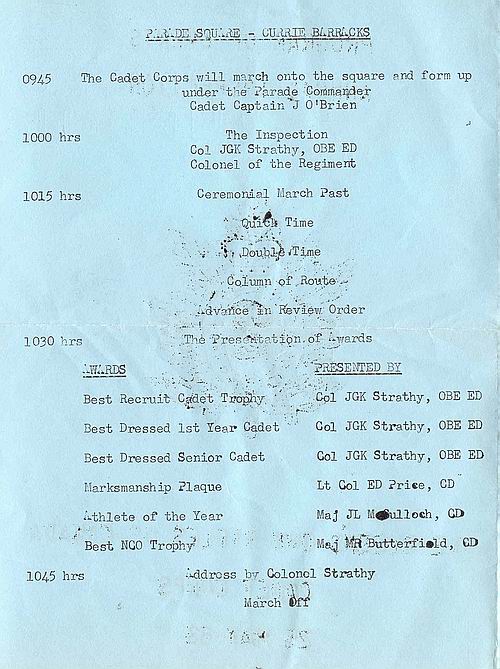 PARADE SQUARE - CURRIE BARRACKS
0945 The Cadet Corps will march onto the square and form up
under the Parade Commander
Cadet Captain J O'Brien
1000 hrs The Inspection
Col JGK Strathy, OBE ED
Colonel of the Regiment
1015 hrs Ceremonial March Past
Quick Time
Double Time
Column of Route
Advance in Review Order
1030 hrs The Presentation of Awards
AWARDS PRESENTED BY
Best Recruit Cadet Trophy Col JGK Strathy, OBE ED
Best Dressed 1st Year Cadet Col JGK Strathy, OBE ED
Best Dressed Senior Cadet Col JGK Strathy, OBE ED
Marksmanship Plaque Lt Col ED Price, CD
Athlete of the Year Maj JL McCulloch, CD
Best NCO Trophy Maj MR Butterfield, CD
1045 hrs Address by Colonel Strathy
March Off